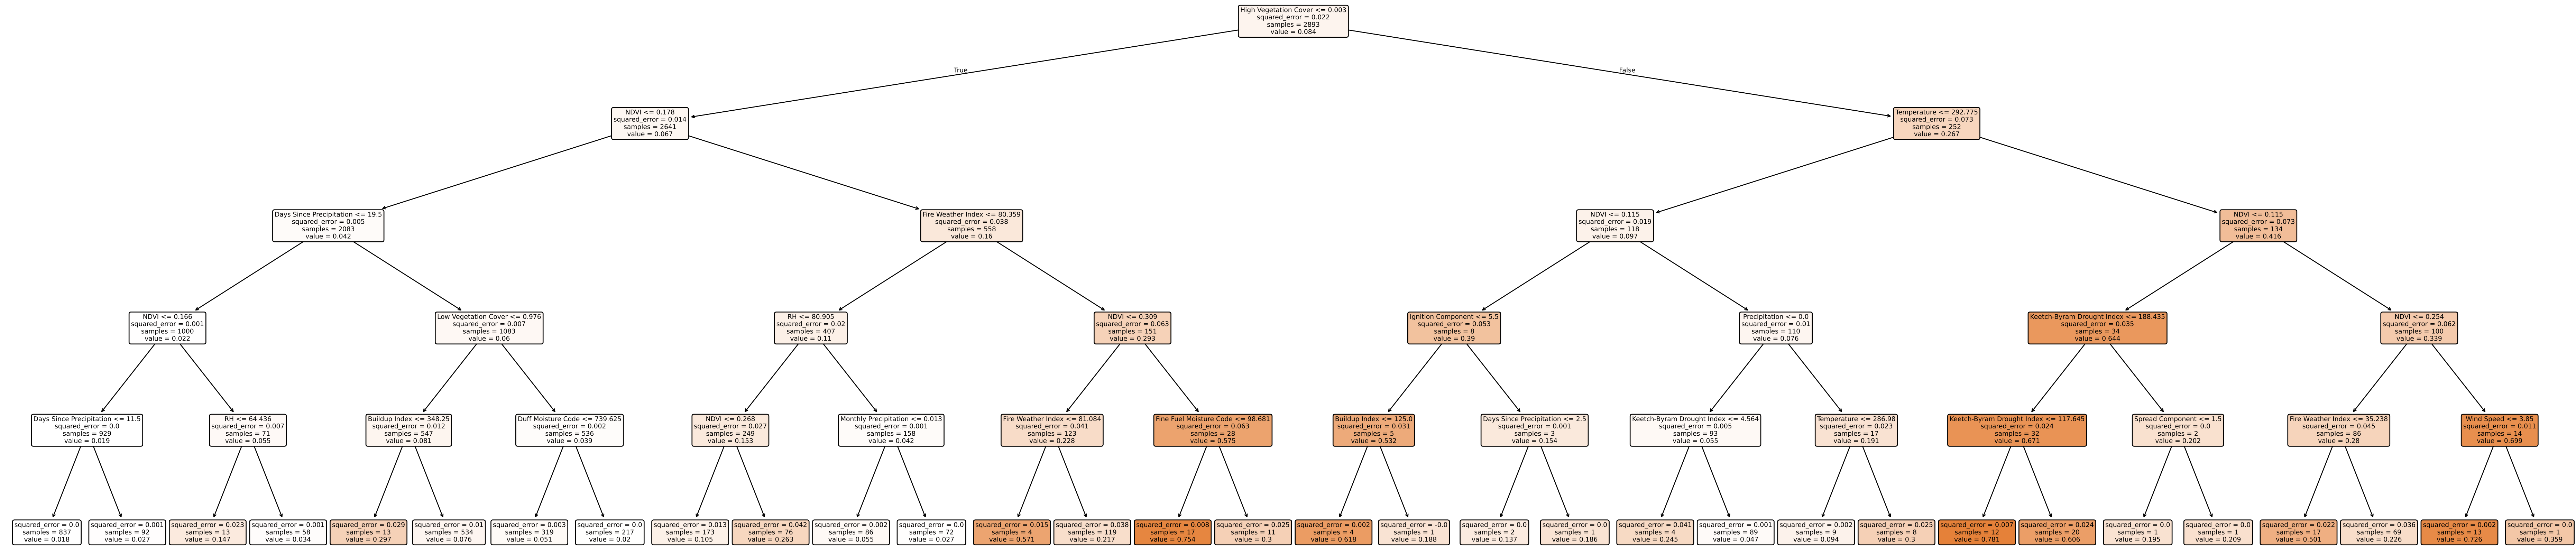 High Vegetation Cover <= 0.003
squared_error = 0.022
samples = 2893
value = 0.084
True
False
NDVI <= 0.178
squared_error = 0.014
samples = 2641
value = 0.067
Temperature <= 292.775
squared_error = 0.073
samples = 252
value = 0.267
Days Since Precipitation <= 19.5
squared_error = 0.005
samples = 2083
value = 0.042
Fire Weather Index <= 80.359
squared_error = 0.038
samples = 558
value = 0.16
NDVI <= 0.115
squared_error = 0.019
samples = 118
value = 0.097
NDVI <= 0.115
squared_error = 0.073
samples = 134
value = 0.416
NDVI <= 0.166
squared_error = 0.001
samples = 1000
value = 0.022
Low Vegetation Cover <= 0.976
squared_error = 0.007
samples = 1083
value = 0.06
RH <= 80.905
squared_error = 0.02
samples = 407
value = 0.11
NDVI <= 0.309
squared_error = 0.063
samples = 151
value = 0.293
Ignition Component <= 5.5
squared_error = 0.053
samples = 8
value = 0.39
Precipitation <= 0.0
squared_error = 0.01
samples = 110
value = 0.076
Keetch-Byram Drought Index <= 188.435
squared_error = 0.035
samples = 34
value = 0.644
NDVI <= 0.254
squared_error = 0.062
samples = 100
value = 0.339
Days Since Precipitation <= 11.5
squared_error = 0.0
samples = 929
value = 0.019
RH <= 64.436
squared_error = 0.007
samples = 71
value = 0.055
Buildup Index <= 348.25
squared_error = 0.012
samples = 547
value = 0.081
Duff Moisture Code <= 739.625
squared_error = 0.002
samples = 536
value = 0.039
NDVI <= 0.268
squared_error = 0.027
samples = 249
value = 0.153
Monthly Precipitation <= 0.013
squared_error = 0.001
samples = 158
value = 0.042
Fire Weather Index <= 81.084
squared_error = 0.041
samples = 123
value = 0.228
Fine Fuel Moisture Code <= 98.681
squared_error = 0.063
samples = 28
value = 0.575
Buildup Index <= 125.0
squared_error = 0.031
samples = 5
value = 0.532
Days Since Precipitation <= 2.5
squared_error = 0.001
samples = 3
value = 0.154
Keetch-Byram Drought Index <= 4.564
squared_error = 0.005
samples = 93
value = 0.055
Temperature <= 286.98
squared_error = 0.023
samples = 17
value = 0.191
Keetch-Byram Drought Index <= 117.645
squared_error = 0.024
samples = 32
value = 0.671
Spread Component <= 1.5
squared_error = 0.0
samples = 2
value = 0.202
Fire Weather Index <= 35.238
squared_error = 0.045
samples = 86
value = 0.28
Wind Speed <= 3.85
squared_error = 0.011
samples = 14
value = 0.699
squared_error = 0.0
samples = 837
value = 0.018
squared_error = 0.001
samples = 92
value = 0.027
squared_error = 0.023
samples = 13
value = 0.147
squared_error = 0.001
samples = 58
value = 0.034
squared_error = 0.029
samples = 13
value = 0.297
squared_error = 0.01
samples = 534
value = 0.076
squared_error = 0.003
samples = 319
value = 0.051
squared_error = 0.0
samples = 217
value = 0.02
squared_error = 0.013
samples = 173
value = 0.105
squared_error = 0.042
samples = 76
value = 0.263
squared_error = 0.002
samples = 86
value = 0.055
squared_error = 0.0
samples = 72
value = 0.027
squared_error = 0.015
samples = 4
value = 0.571
squared_error = 0.038
samples = 119
value = 0.217
squared_error = 0.008
samples = 17
value = 0.754
squared_error = 0.025
samples = 11
value = 0.3
squared_error = 0.002
samples = 4
value = 0.618
squared_error = -0.0
samples = 1
value = 0.188
squared_error = 0.0
samples = 2
value = 0.137
squared_error = 0.0
samples = 1
value = 0.186
squared_error = 0.041
samples = 4
value = 0.245
squared_error = 0.001
samples = 89
value = 0.047
squared_error = 0.002
samples = 9
value = 0.094
squared_error = 0.025
samples = 8
value = 0.3
squared_error = 0.007
samples = 12
value = 0.781
squared_error = 0.024
samples = 20
value = 0.606
squared_error = 0.0
samples = 1
value = 0.195
squared_error = 0.0
samples = 1
value = 0.209
squared_error = 0.022
samples = 17
value = 0.501
squared_error = 0.036
samples = 69
value = 0.226
squared_error = 0.002
samples = 13
value = 0.726
squared_error = 0.0
samples = 1
value = 0.359